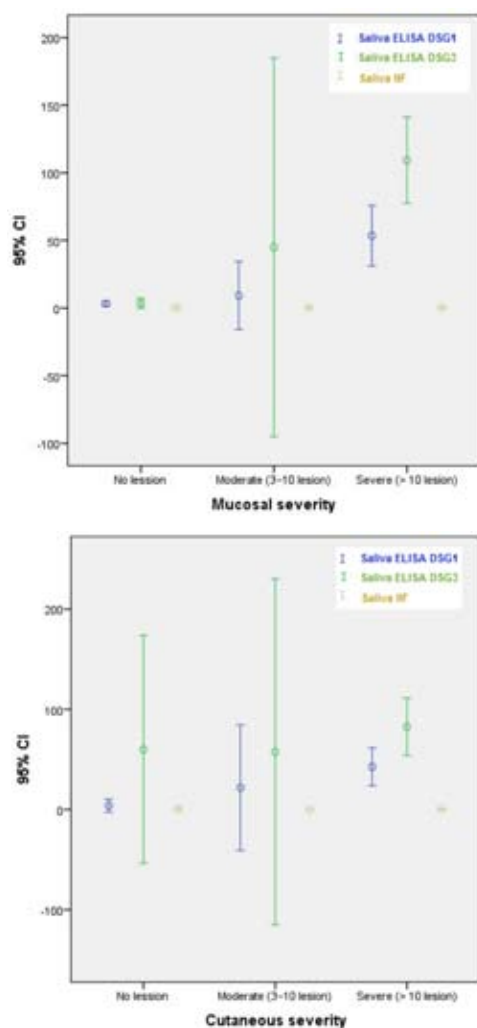 200
150
100
50
0
-50
-100
95% CI
Saliva ELISA DSG1
Saliva ELISA DSG3
Saliva IIF
No lession
Moderate (3-10 lesion)
Severe (> 10 lesion)
Mucosal severity
200
100
0
-100
95% CI
Saliva ELISA DSG1
Saliva ELISA DSG3
Saliva IIF
No lession
Moderate (3-10 lesion)
Severe (> 10 lesion)
Cutaneous severity